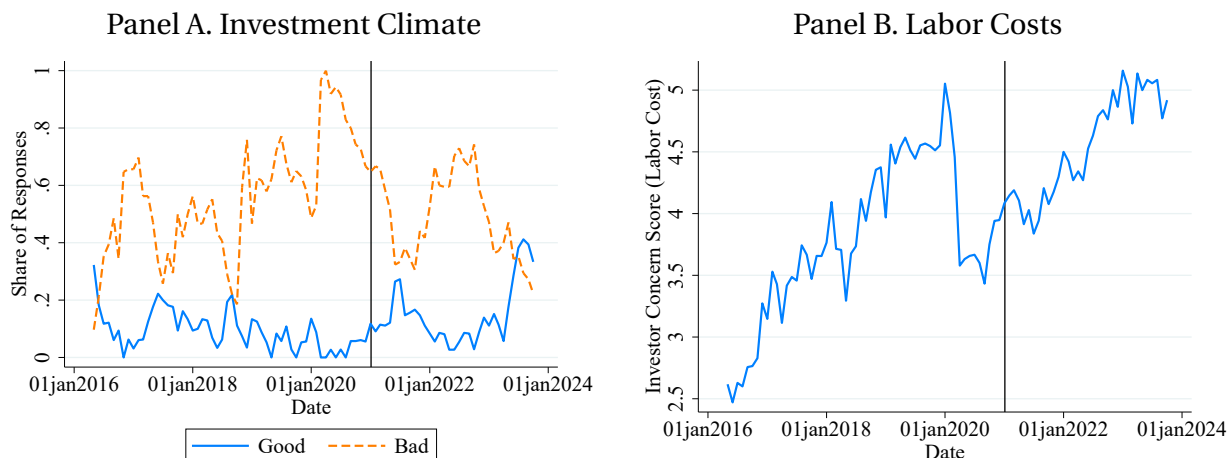 Panel A. Investment Climate
Share of Responses
1
.8
.6
.4
.2
0
01jan2016 01jan2018 01jan2020 01jan2022 01jan2024
Date
Good Bad
Panel B. Labor Costs
Investor Concern Score (Labor Cost)
5
4.5
4
3.5
3
2.5
01jan2016 01jan2018 01jan2020 01jan2022 01jan2024
Date